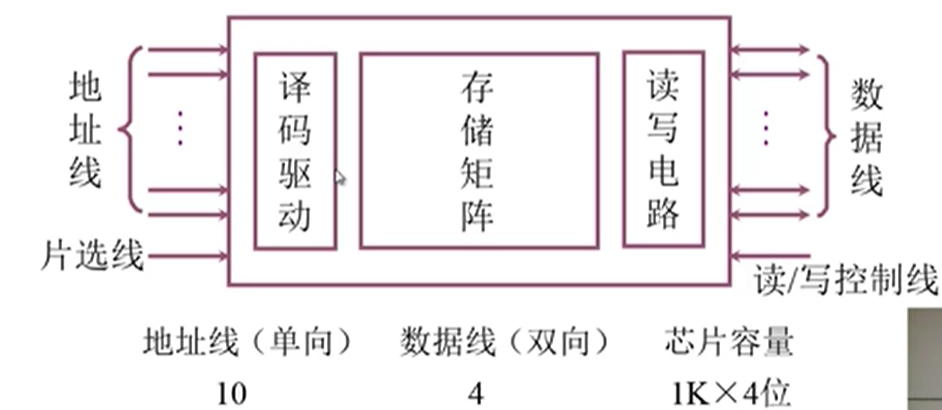 地址线
片选线
译码驱动
存储矩阵
读写电路
数据线
读/写控制线
地址线（单向） 数据线（双向） 芯片容量
10 4 1K×4位